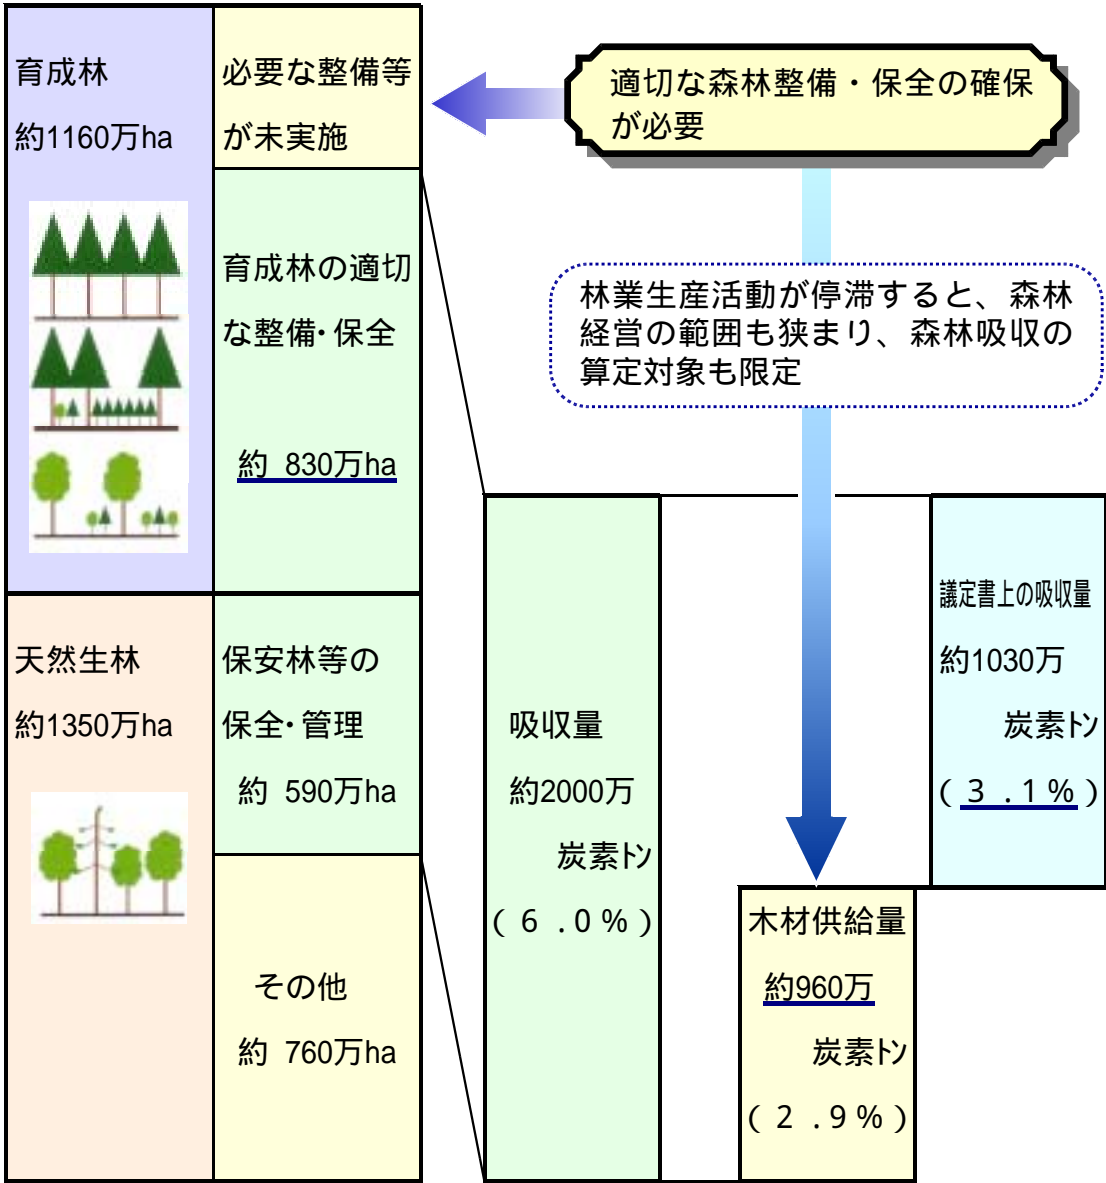 育成林
約1160万ha
必要な整備等
が未実施
適切な森林整備・保全の確保
が必要
育成林の適切
な整備･保全
約 830万ha
林業生産活動が停滞すると、森林
経営の範囲も狭まり、森林吸収の
算定対象も限定
天然生林
約1350万ha
保安林等の
保全･管理
約 590万ha
その他
約 760万ha
吸収量
約2000万
炭素㌧
(6.0%)
木材供給量
約960万
炭素㌧
(2.9%)
議定書上の吸収量
約1030万
炭素㌧
(3.1%)